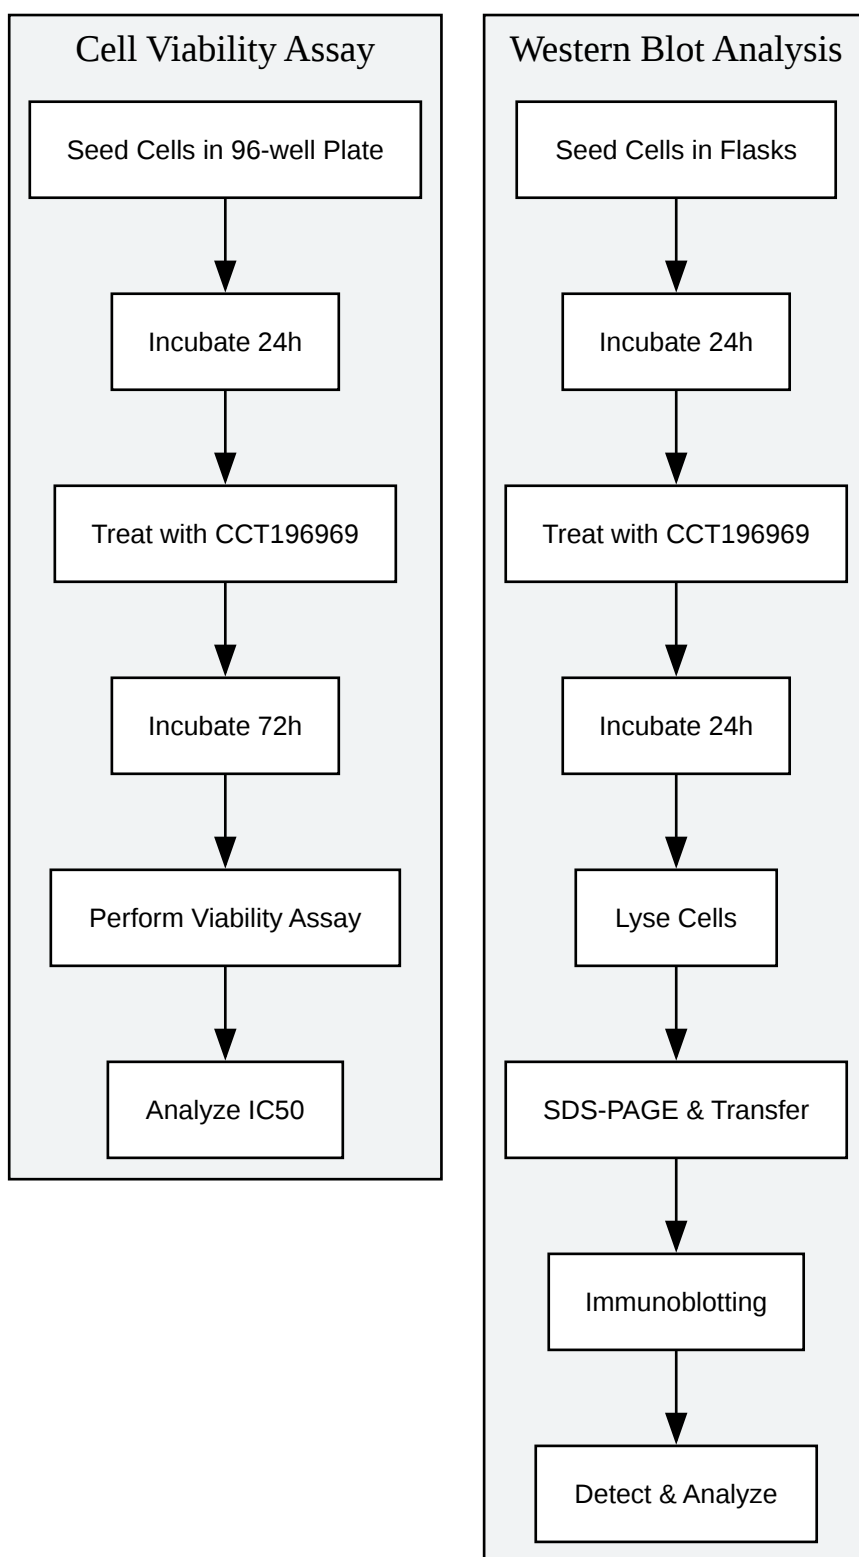 Cell Viability Assay
Seed Cells in 96-well Plate
Incubate 24h
Treat with CCT196969
Incubate 72h
Perform Viability Assay
Analyze IC50
Western Blot Analysis
Seed Cells in Flasks
Incubate 24h
Treat with CCT196969
Incubate 24h
Lyse Cells
SDS-PAGE & Transfer
Immunoblotting
Detect & Analyze